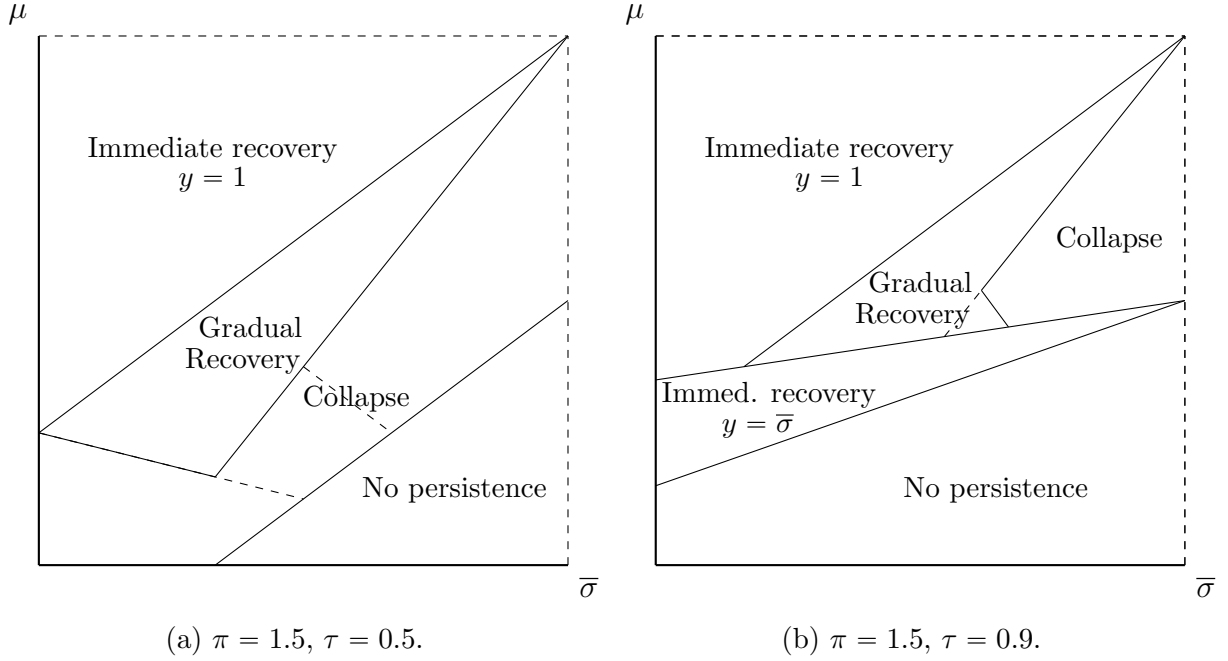 μ
Immediate recovery
y = 1
Gradual
Recovery
Collapse
No persistence
σ̅
(a) π = 1.5, τ = 0.5.
μ
Immediate recovery
y = 1
Collapse
Gradual
Recovery
Immed. recovery
y = σ̅
No persistence
σ̅
(b) π = 1.5, τ = 0.9.